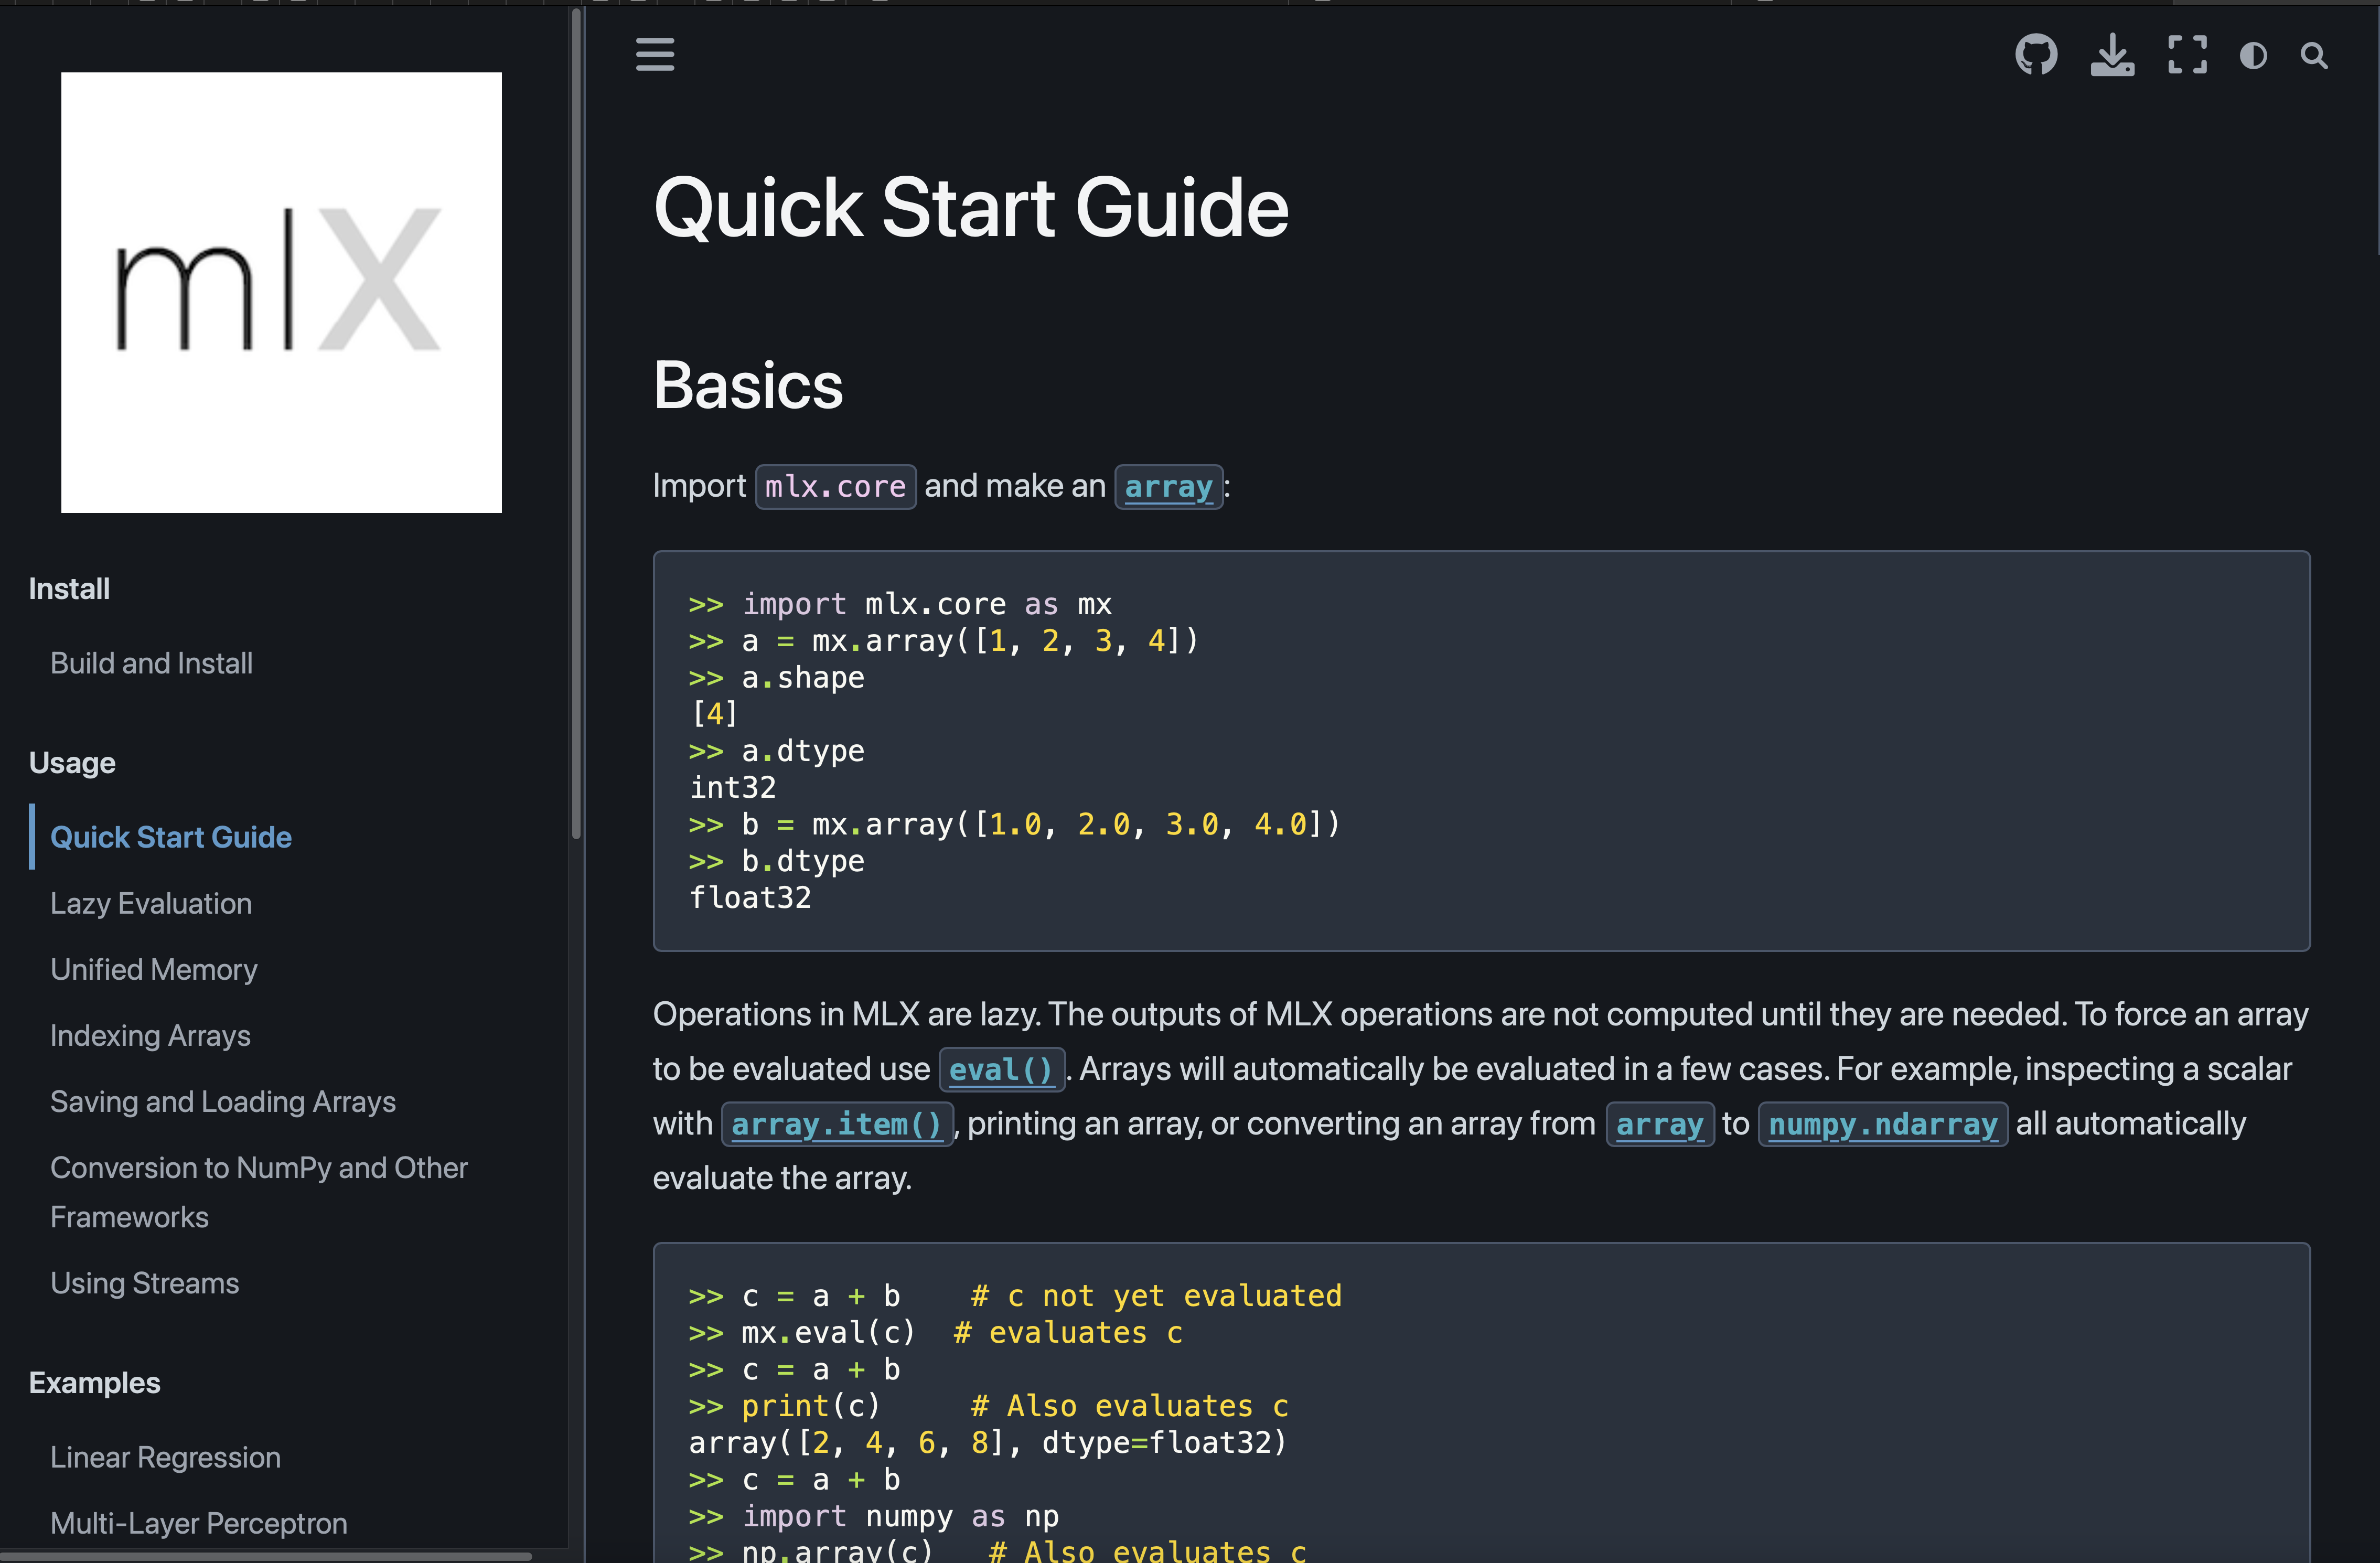 mlX
Install
Build and Install
Usage
Quick Start Guide
Lazy Evaluation
Unified Memory
Indexing Arrays
Saving and Loading Arrays
Conversion to NumPy and Other
Frameworks
Using Streams
Examples
Linear Regression
Multi-Layer Perceptron
Quick Start Guide
Basics
Import mlx.core and make an array:
>> import mlx.core as mx
>> a = mx.array([1, 2, 3, 4])
>> a.shape
[4]
>> a.dtype
int32
>> b = mx.array([1.0, 2.0, 3.0, 4.0])
>> b.dtype
float32
Operations in MLX are lazy. The outputs of MLX operations are not computed until they are needed. To force an array
to be evaluated use eval(). Arrays will automatically be evaluated in a few cases. For example, inspecting a scalar
with array.item(), printing an array, or converting an array from array to numpy.ndarray all automatically
evaluate the array.
>> c = a + b    # c not yet evaluated
>> mx.eval(c)  # evaluates c
>> c = a + b
>> print(c)     # Also evaluates c
array([2, 4, 6, 8], dtype=float32)
>> c = a + b
>> import numpy as np
>> np.array(c)   # Also evaluates c